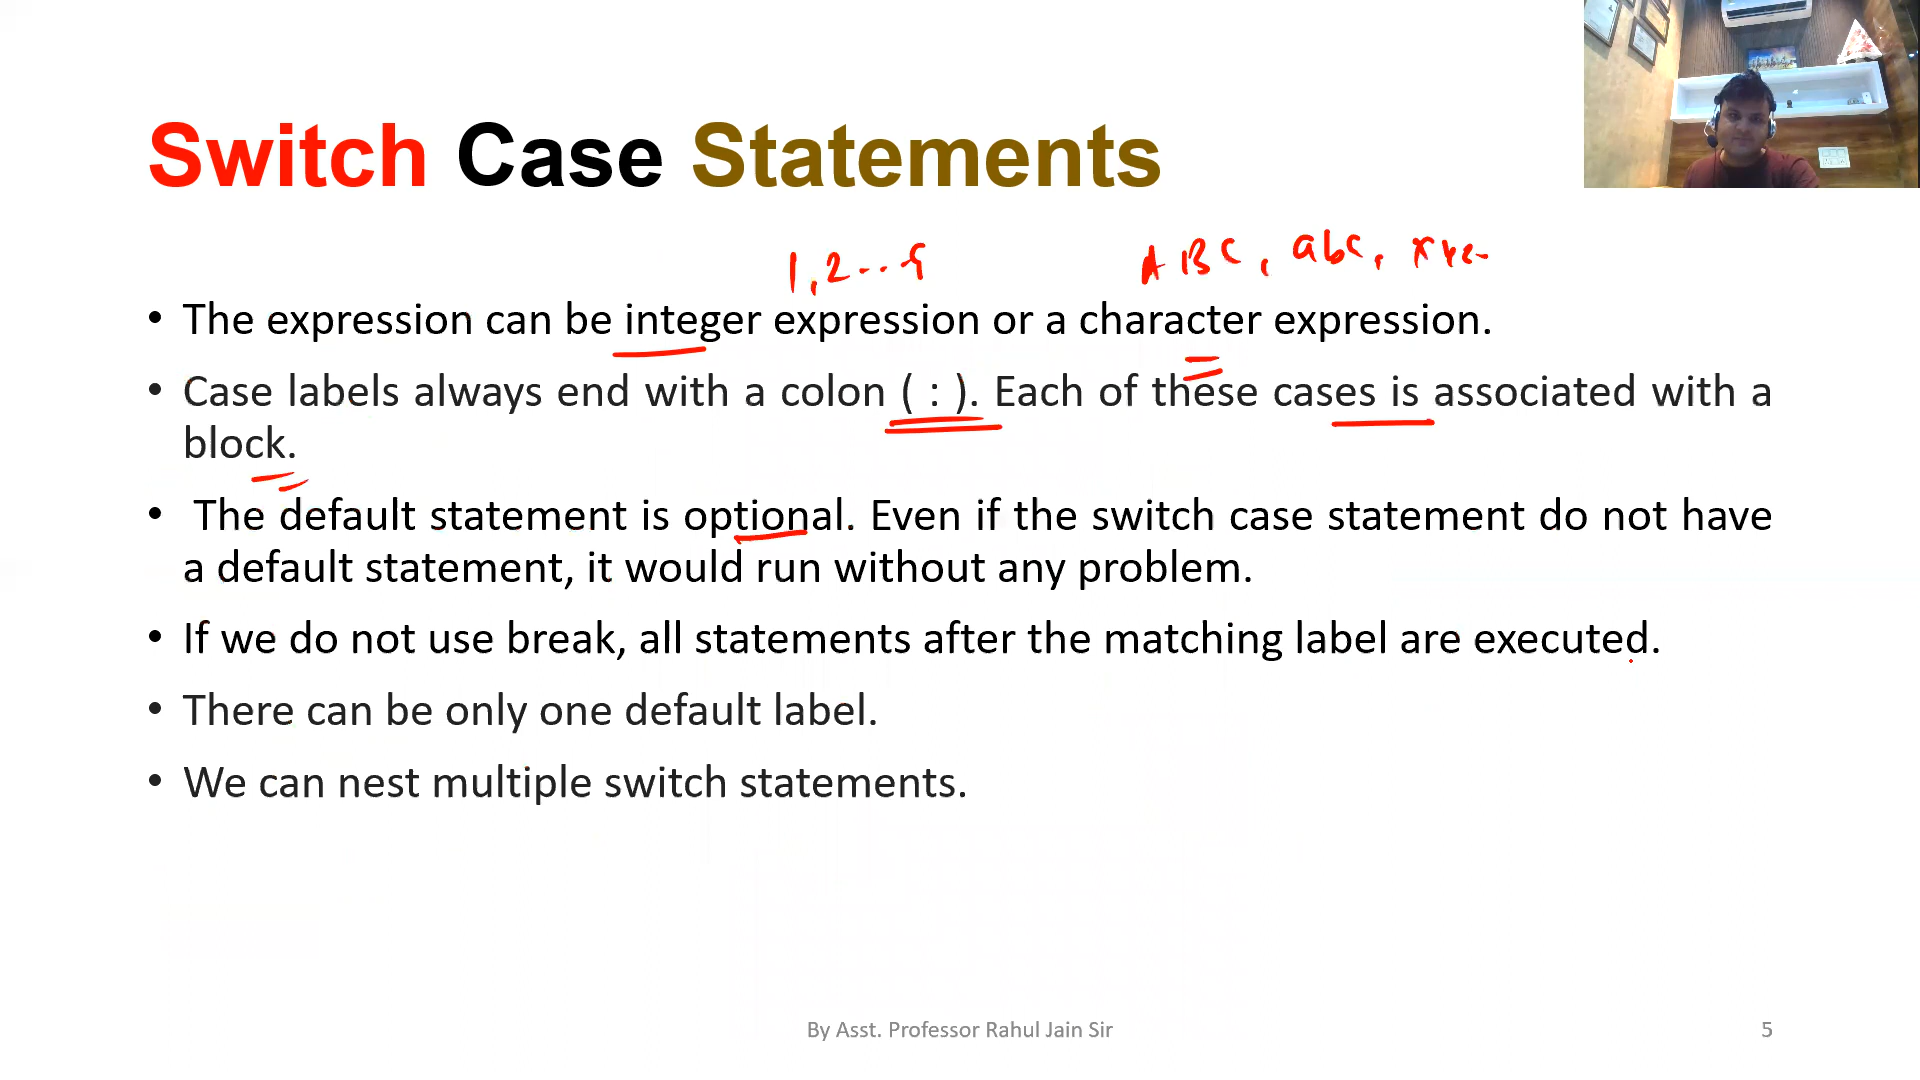 Switch Case Statements
1,2...9 ABC, abc,
• The expression can be integer expression or a character expression.
• Case labels always end with a colon ( : ). Each of these cases is associated with a
block.
• The default statement is optional. Even if the switch case statement do not have
a default statement, it would run without any problem.
• If we do not use break, all statements after the matching label are executed.
• There can be only one default label.
• We can nest multiple switch statements.
By Asst. Professor Rahul Jain Sir
5